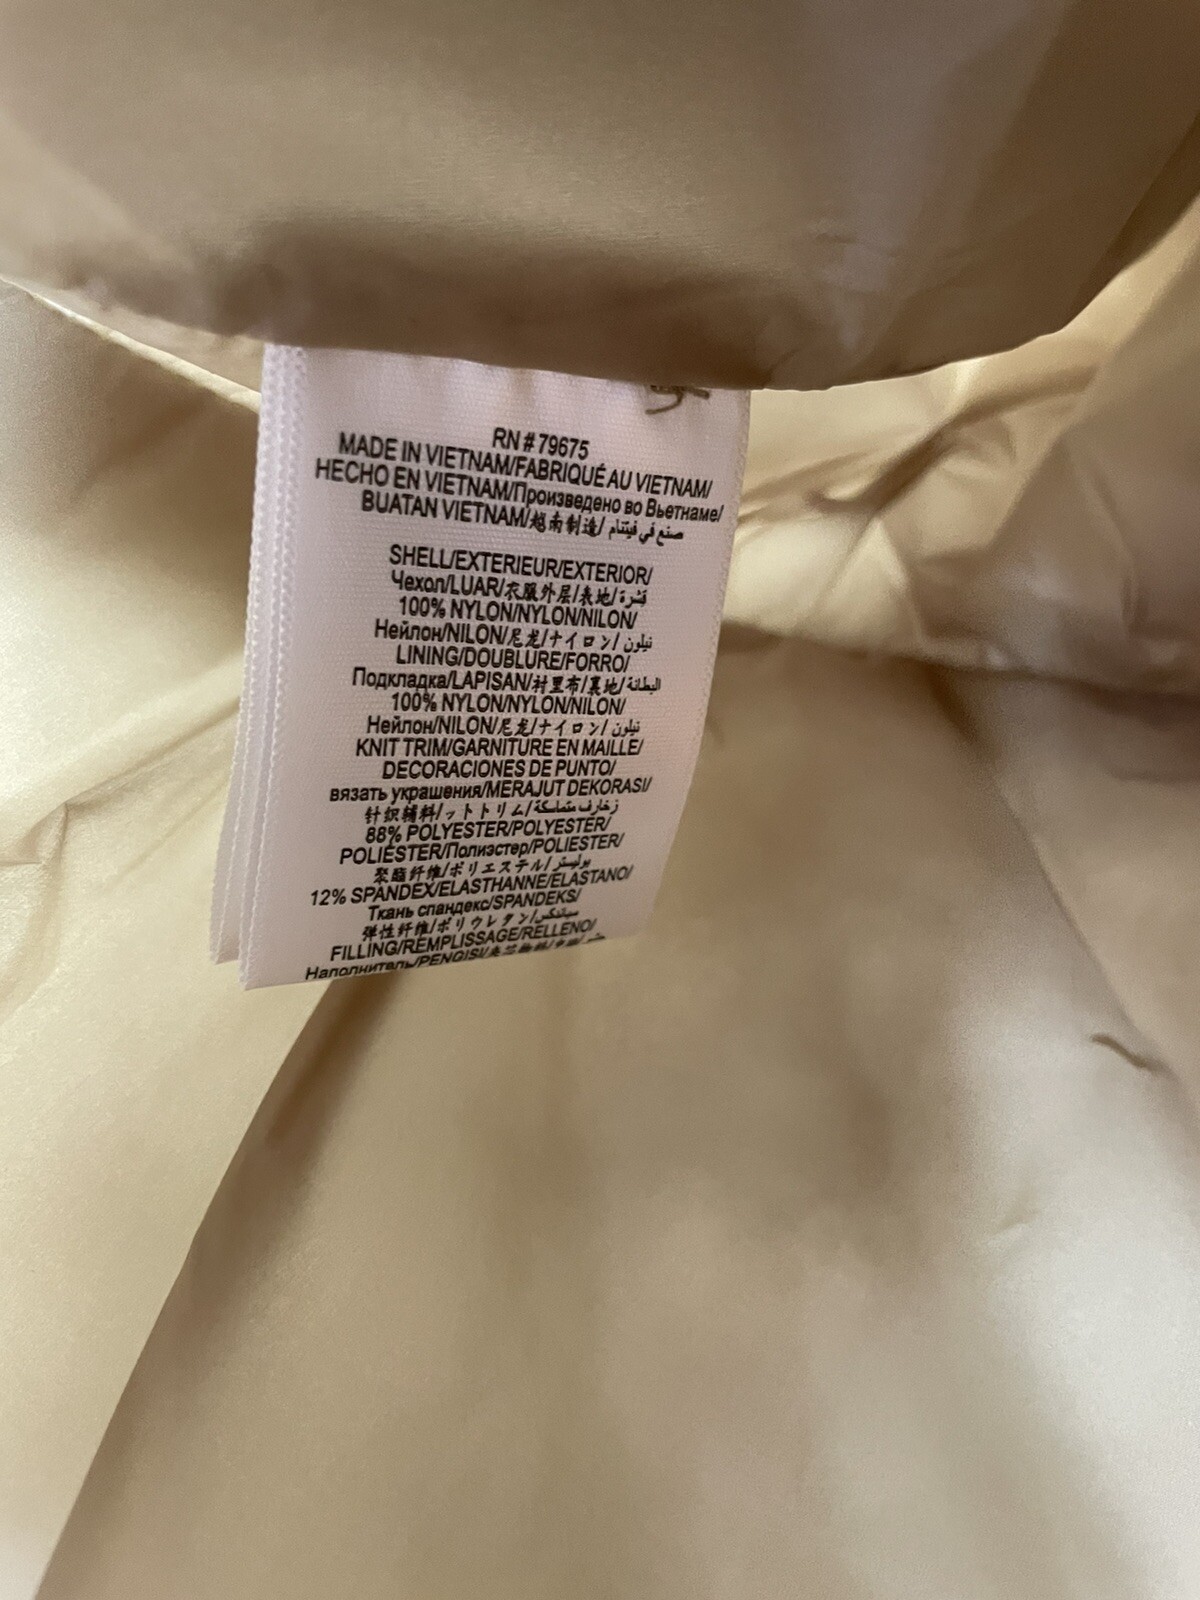 RN # 79675
MADE IN VIETNAM/FABRIQUÉ AU VIETNAM/
HECHO EN VIETNAM/Произведено во Вьетнаме/
BUATAN VIETNAM/越南制造/ صنع في فيتنام
SHELL/EXTERIEUR/EXTERIOR/
Чехол/LUAR/衣服外层/表地/ قشرة
100% NYLON/NYLON/NILON/
Нейлон/NILON/尼龙/ナイロン/ نيلون
LINING/DOUBLURE/FORRO/
Подкладка/LAPISAN/衬里布/裏地/ البطانة
100% NYLON/NYLON/NILON/
Нейлон/NILON/尼龙/ナイロン/ نيلون
KNIT TRIM/GARNITURE EN MAILLE/
DECORACIONES DE PUNTO/
вязать украшения/MERAJUT DEKORASI/
针织辅料/ットトリム/ زخارف متماسكة
88% POLYESTER/POLYESTER/
POLIÉSTER/Полиэстер/POLIESTER/
聚酯纤维/ポリエステル/ بوليستر
12% SPANDEX/ELASTHANNE/ELASTANO/
Ткань спандекс/SPANDEKS/
弹性纤维/ポリウレタン/ سباندكس
FILLING/REMPLISSAGE/RELLENO/
Наполнитель/PENGISI/